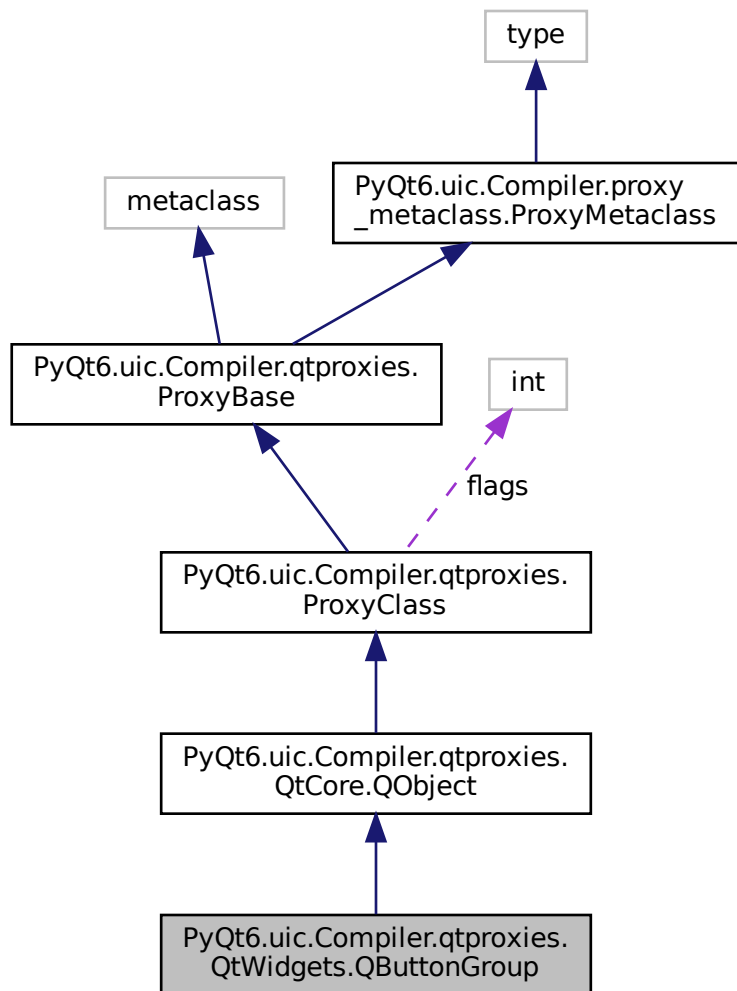 type
PyQt6.uic.Compiler.proxy
_metaclass.ProxyMetaclass
metaclass
PyQt6.uic.Compiler.qtproxies.
ProxyBase
int
flags
PyQt6.uic.Compiler.qtproxies.
ProxyClass
PyQt6.uic.Compiler.qtproxies.
QtCore.QObject
PyQt6.uic.Compiler.qtproxies.
QtWidgets.QButtonGroup